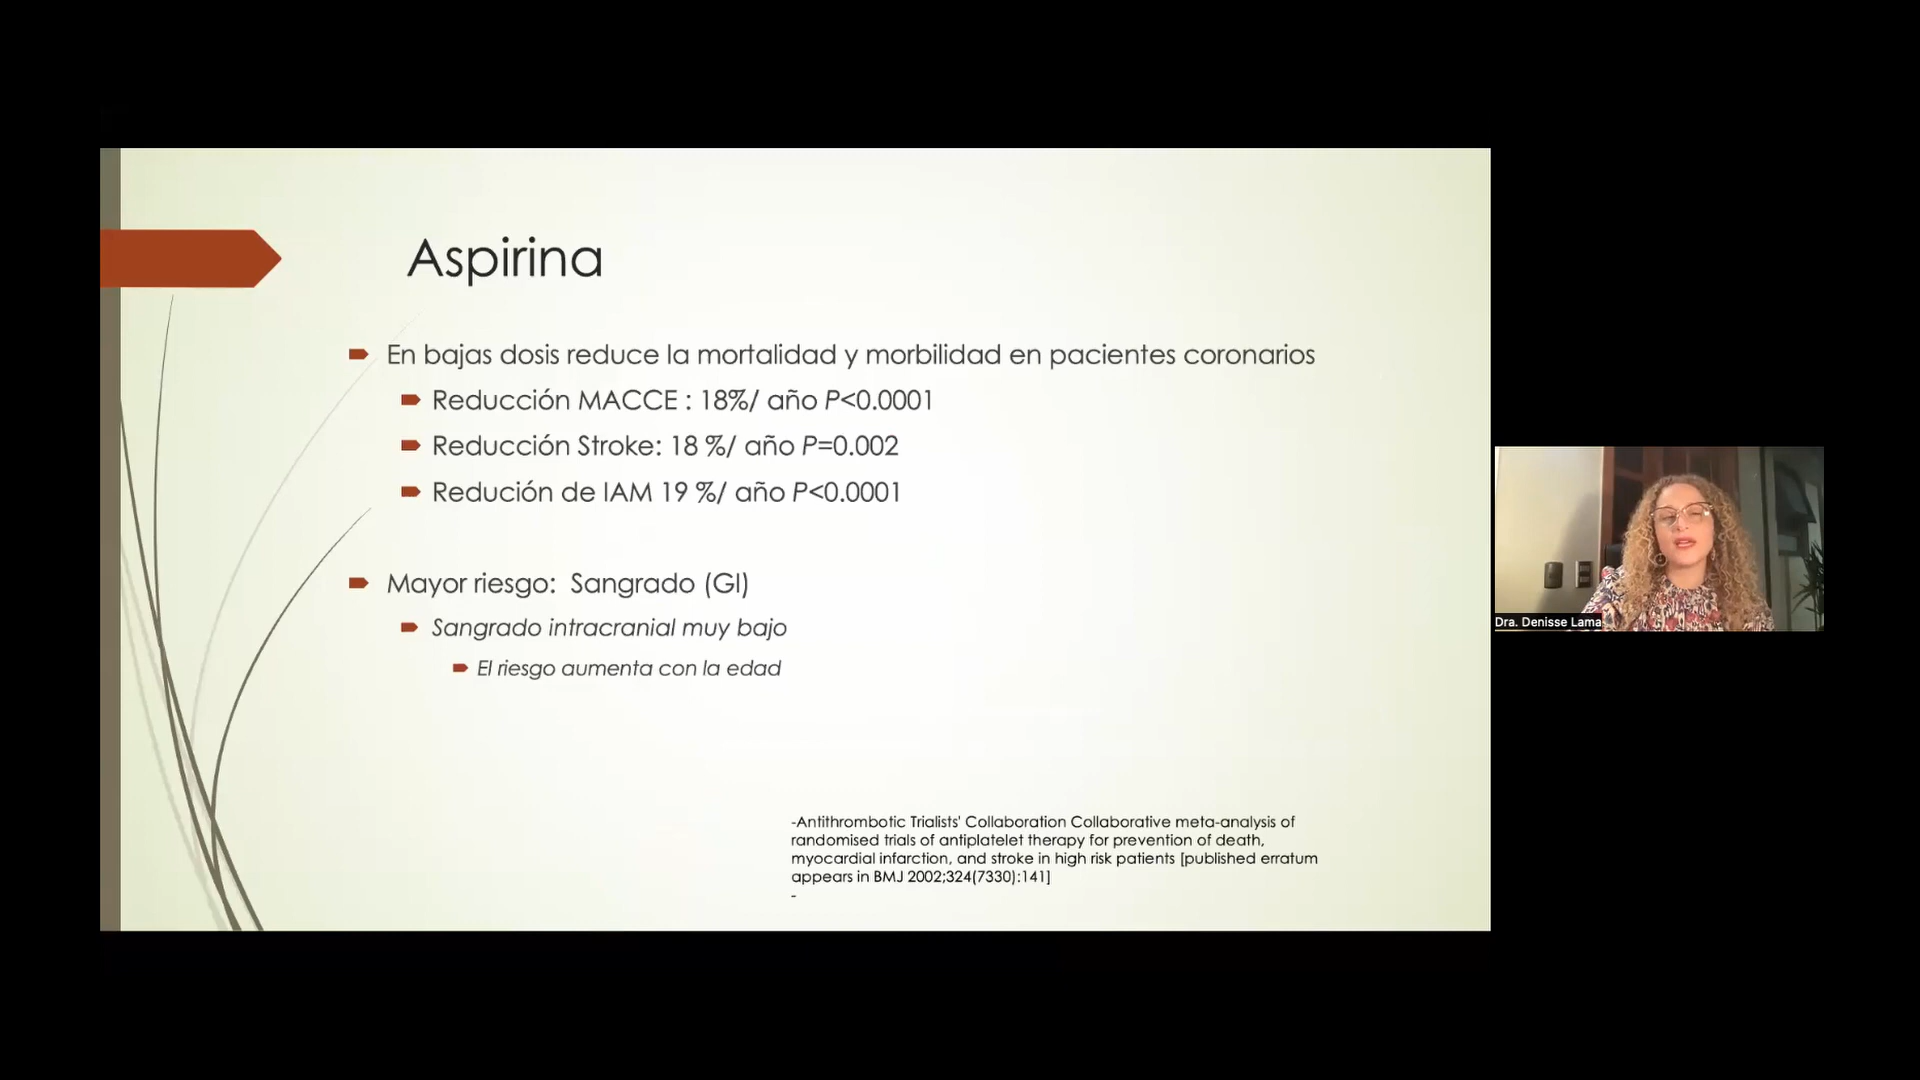 Aspirina
En bajas dosis reduce la mortalidad y morbilidad en pacientes coronarios
Reducción MACCE : 18%/ año P<0.0001
Reducción Stroke: 18 %/ año P=0.002
Redución de IAM 19 %/ año P<0.0001
Mayor riesgo: Sangrado (GI)
Sangrado intracranial muy bajo
El riesgo aumenta con la edad
-Antithrombotic Trialists' Collaboration Collaborative meta-analysis of
randomised trials of antiplatelet therapy for prevention of death,
myocardial infarction, and stroke in high risk patients [published erratum
appears in BMJ 2002;324(7330):141]
-
Dra. Denisse Lama